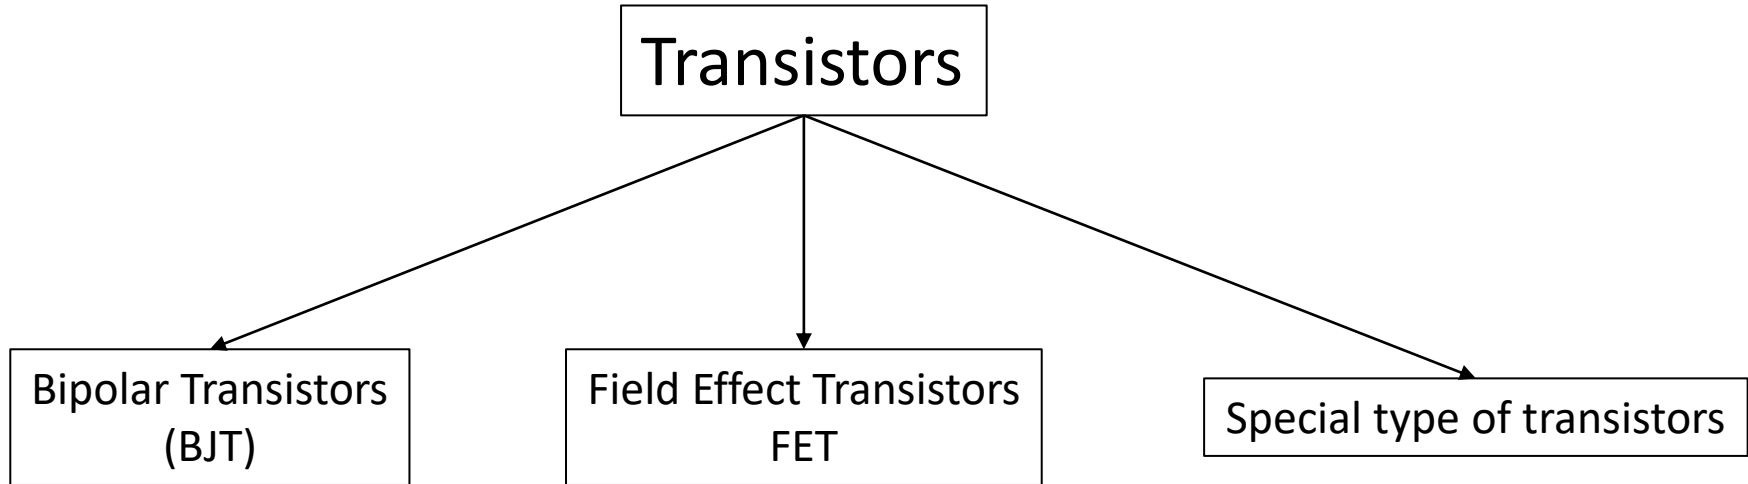 Transistors
Bipolar Transistors
(BJT)
Field Effect Transistors
FET
Special type of transistors